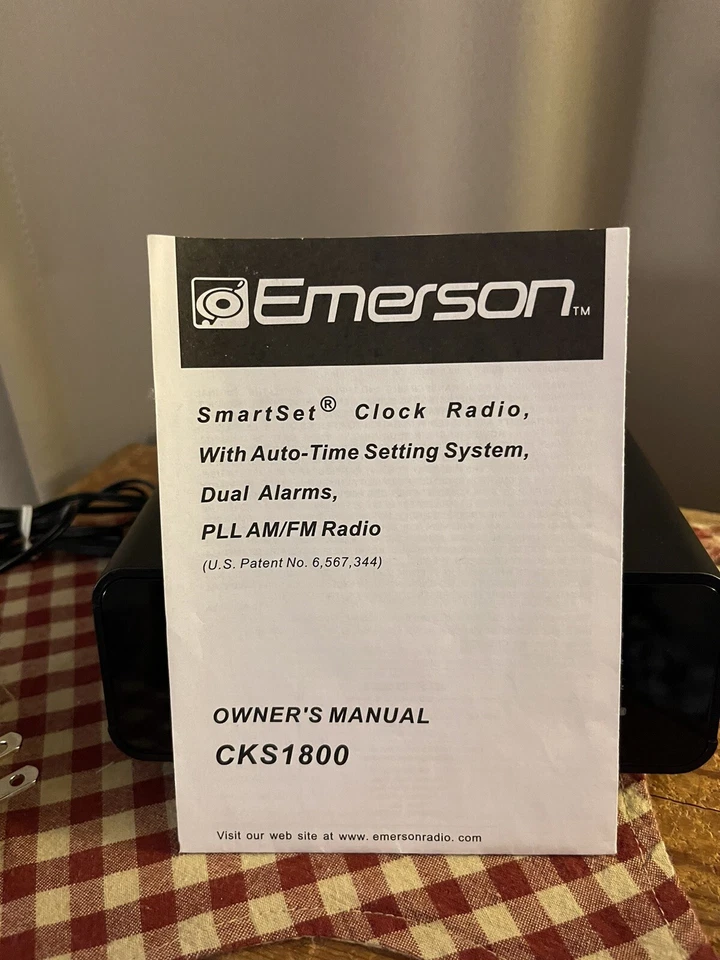 Emerson™
SmartSet® Clock Radio,
With Auto-Time Setting System,
Dual Alarms,
PLL AM/FM Radio
(U.S. Patent No. 6,567,344)
OWNER'S MANUAL
CKS1800
Visit our web site at www. emersonradio. com